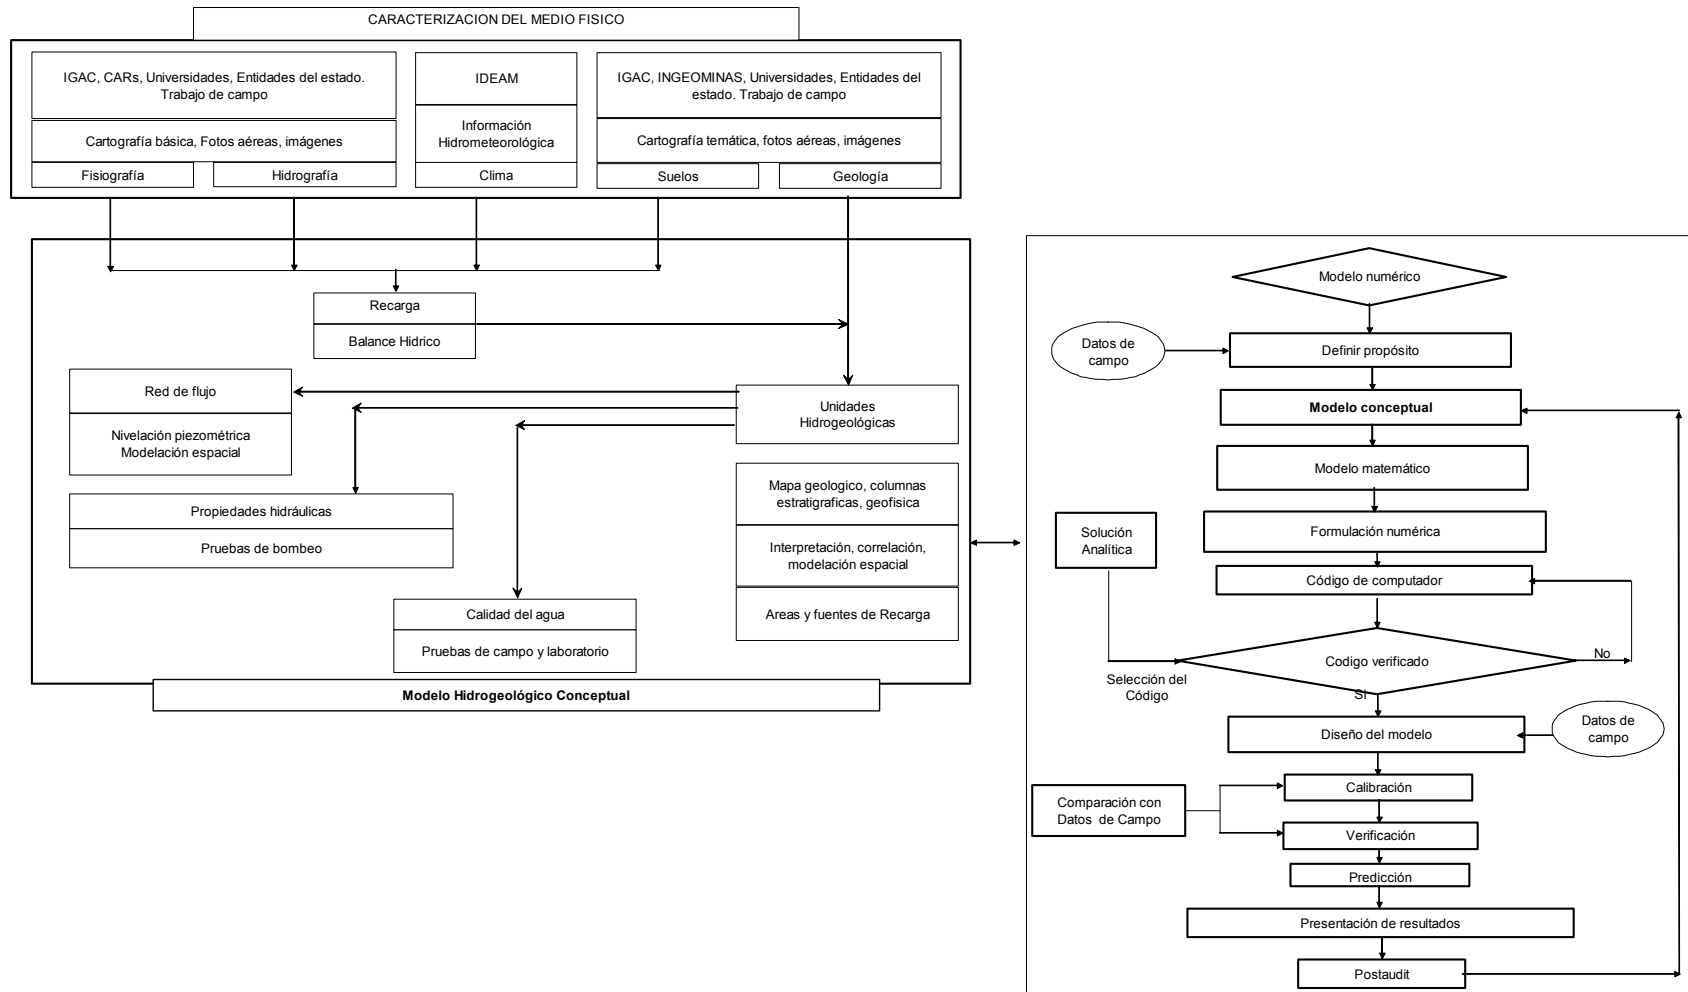 CARACTERIZACION DEL MEDIO FISICO
IGAC, CARs, Universidades, Entidades del estado.
Trabajo de campo
Cartografía básica, Fotos aéreas, imágenes
Fisiografía
Hidrografía
IDEAM
Información
Hidrometeorológica
Clima
IGAC, INGEOMINAS, Universidades, Entidades del
estado. Trabajo de campo
Cartografía temática, fotos aéreas, imágenes
Suelos
Geología
Recarga
Balance Hidrico
Red de flujo
Nivelación piezométrica
Modelación espacial
Unidades
Hidrogeológicas
Mapa geologico, columnas
estratigraficas, geofisica
Interpretación, correlación,
modelación espacial
Areas y fuentes de Recarga
Propiedades hidráulicas
Pruebas de bombeo
Calidad del agua
Pruebas de campo y laboratorio
Modelo Hidrogeológico Conceptual
Modelo numérico
Datos de
campo
Definir propósito
Modelo conceptual
Modelo matemático
Formulación numérica
Solución
Analítica
Código de computador
Codigo verificado
No
Selección del
Código
Si
Diseño del modelo
Datos de
campo
Calibración
Comparación con
Datos de Campo
Verificación
Predicción
Presentación de resultados
Postaudit